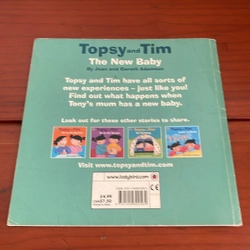 Topsy and Tim
The New Baby
By Jean and Gareth Adamson
Topsy and Tim have all sorts of
new experiences – just like you!
Find out what happens when
Tony's mum has a new baby.
Look out for these other stories to share.
Visit www.topsyandtim.com
www.ladybird.com